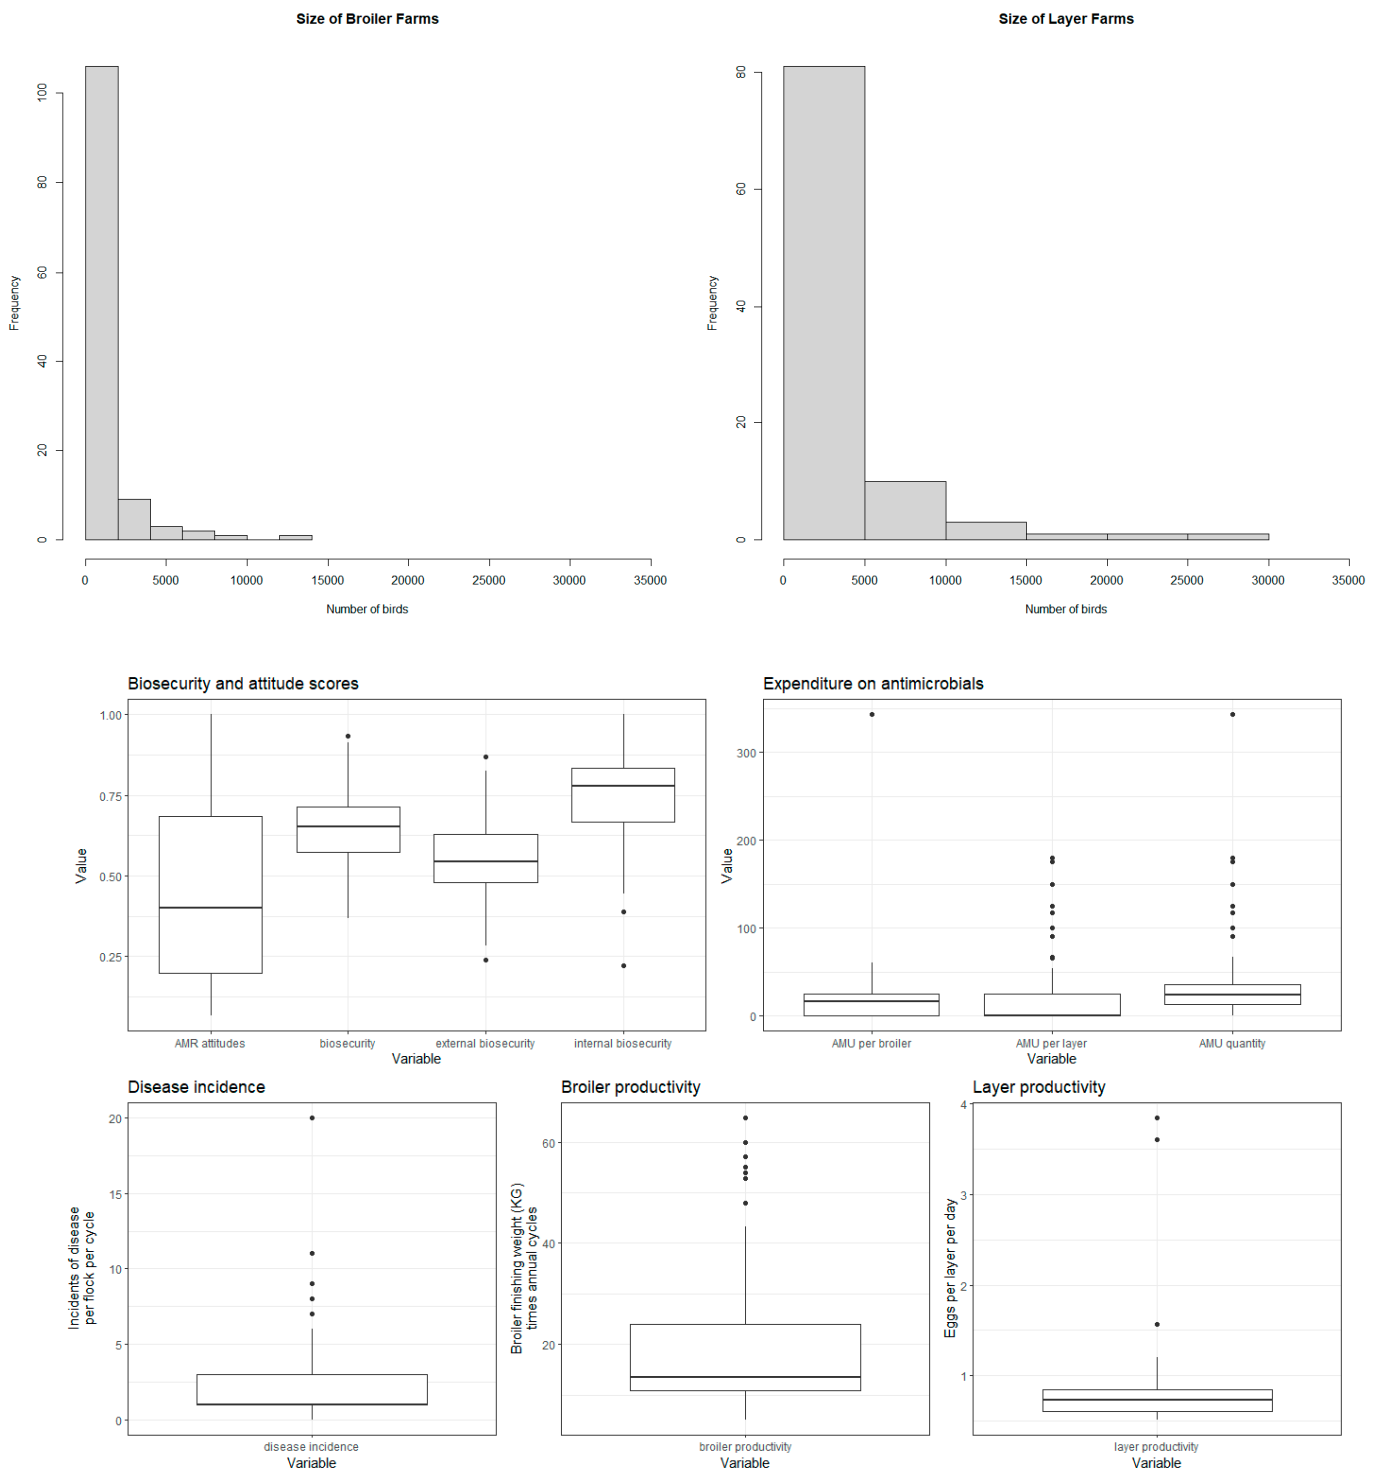 Size of Broiler Farms
Frequency
0
20
40
60
80
100
0 5000 10000 15000 20000 25000 30000 35000
Number of birds
Size of Layer Farms
Frequency
0
20
40
60
80
0 5000 10000 15000 20000 25000 30000 35000
Number of birds
Biosecurity and attitude scores
Value
1.00
0.75
0.50
0.25
AMR attitudes biosecurity external biosecurity internal biosecurity
Variable
Expenditure on antimicrobials
Value
300
200
100
0
AMU per broiler AMU per layer AMU quantity
Variable
Disease incidence
Incidents of disease
per flock per cycle
20
15
10
5
0
disease incidence
Variable
Broiler productivity
Broiler finishing weight (KG)
times annual cycles
60
40
20
broiler productivity
Variable
Layer productivity
Eggs per layer per day
4
3
2
1
layer productivity
Variable